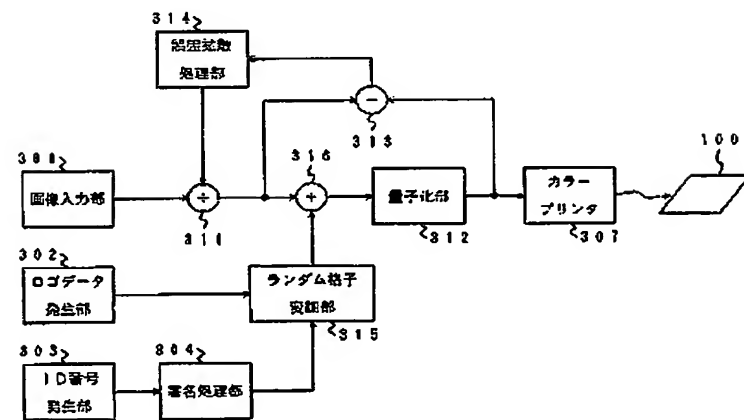 314
誤差拡散
処理部
−
313
301
画像入力部
+
311
316
+
量子化部
312
カラー
プリンタ
307
100
302
ロゴデータ
発生部
ランダム格子
変調部
315
303
ID番号
発生部
304
署名処理部